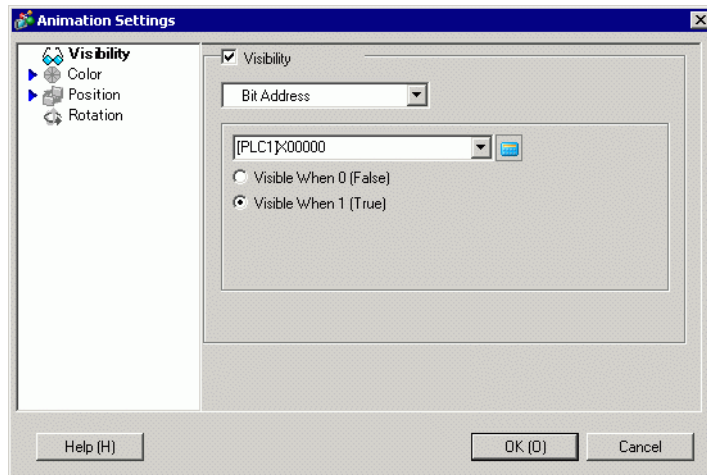 Animation Settings
Visibility
Color
Position
Rotation
Visibility
Bit Address
[PLC1]X00000
Visible When 0 (False)
Visible When 1 (True)
Help (H)
OK (O)
Cancel